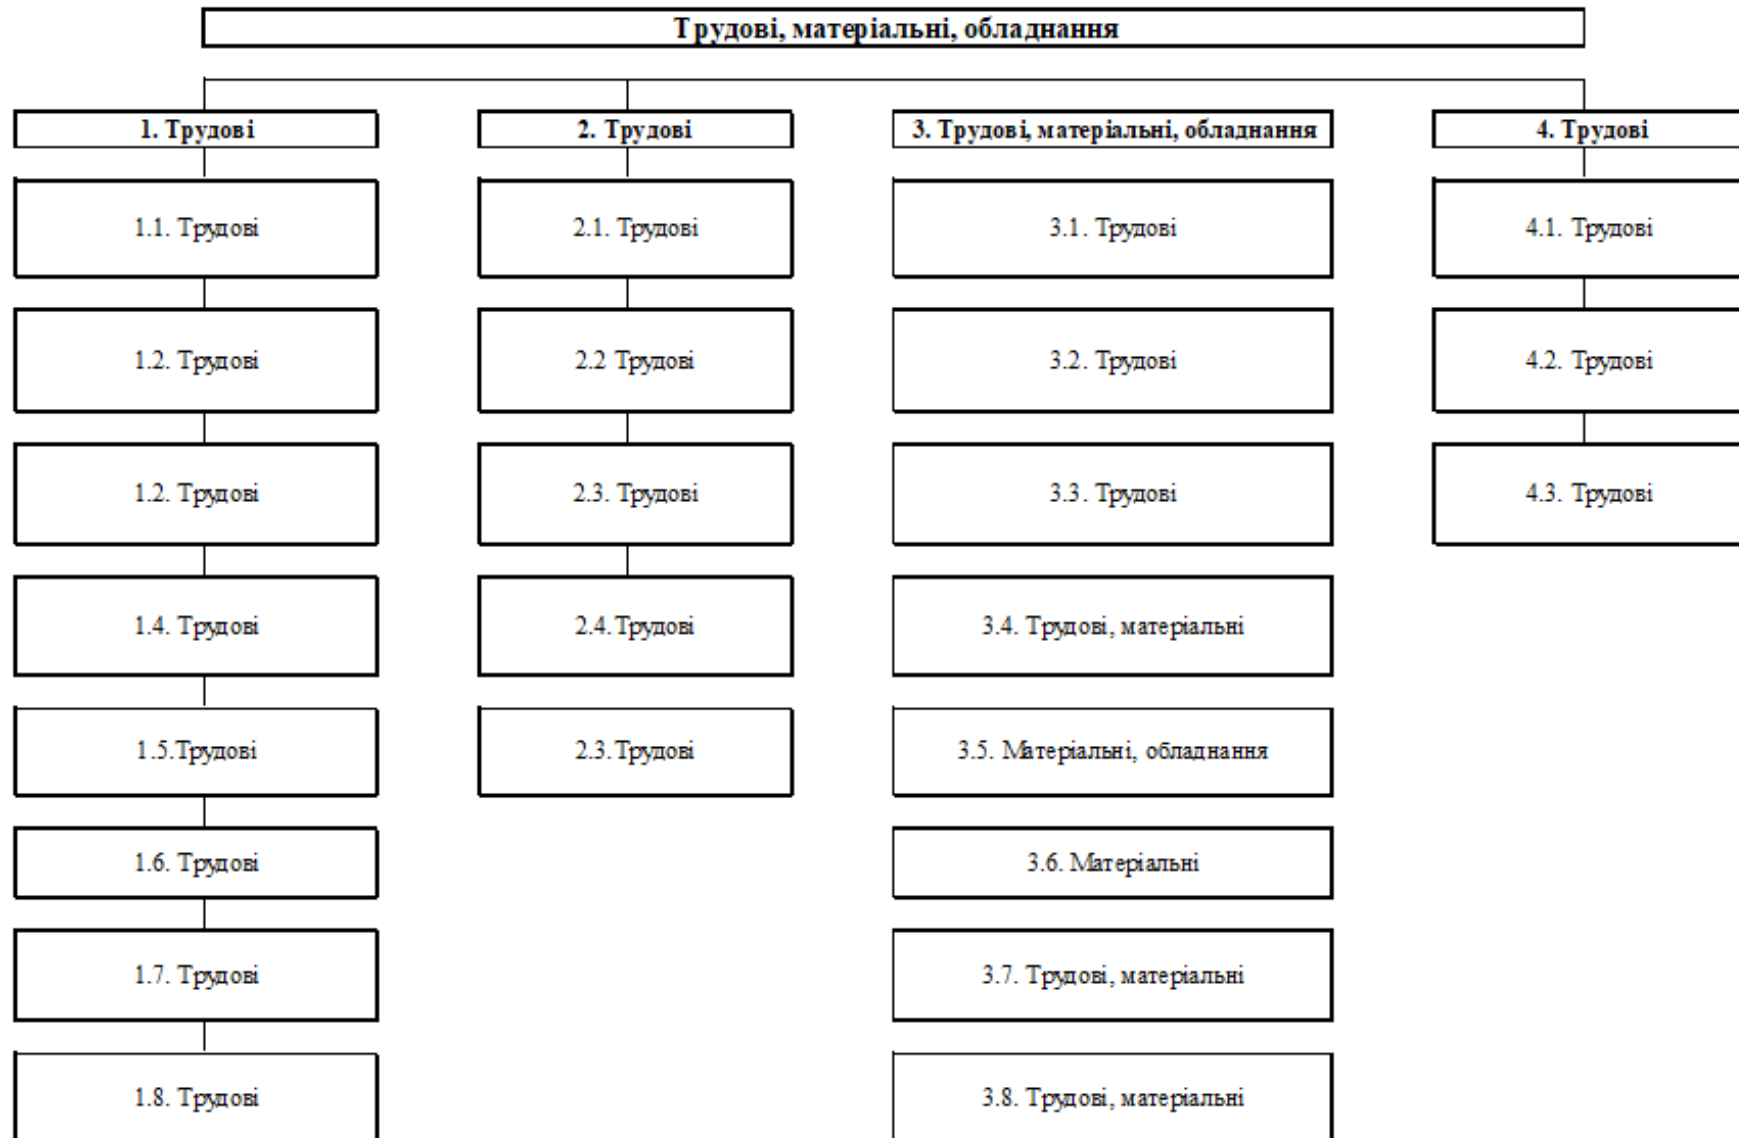 Трудові, матеріальні, обладнання
1. Трудові
2. Трудові
3. Трудові, матеріальні, обладнання
4. Трудові
1.1. Трудові
2.1. Трудові
3.1. Трудові
4.1. Трудові
1.2. Трудові
2.2 Трудові
3.2. Трудові
4.2. Трудові
1.2. Трудові
2.3. Трудові
3.3. Трудові
4.3. Трудові
1.4. Трудові
2.4. Трудові
3.4. Трудові, матеріальні
1.5.Трудові
2.3. Трудові
3.5. Матеріальні, обладнання
1.6. Трудові
3.6. Матеріальні
1.7. Трудові
3.7. Трудові, матеріальні
1.8. Трудові
3.8. Трудові, матеріальні